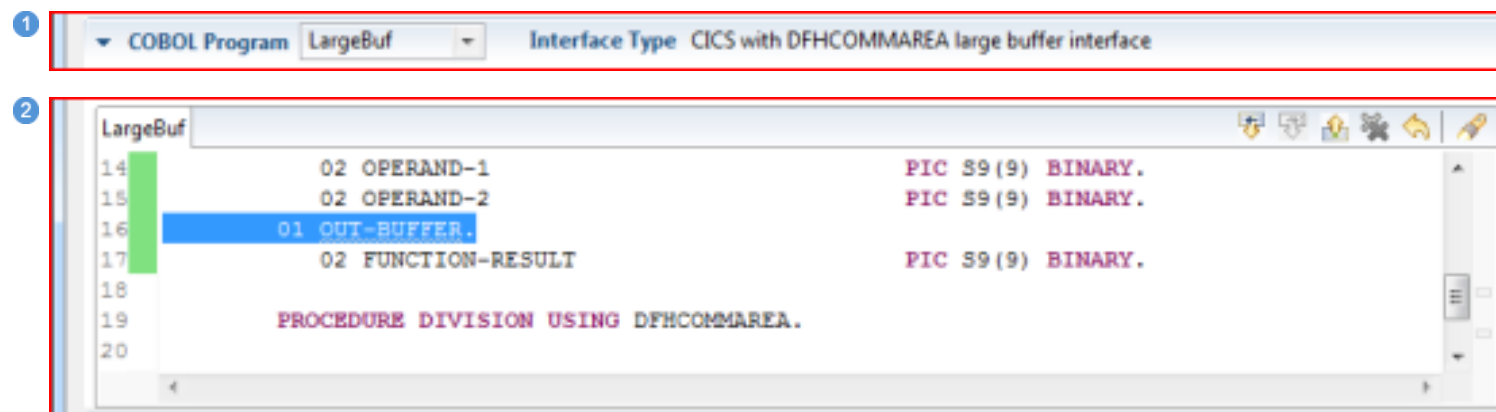 1
COBOL Program LargeBuf Interface Type CICS with DFHCOMMAREA large buffer interface
2
LargeBuf
14 02 OPERAND-1 PIC S9(9) BINARY.
15 02 OPERAND-2 PIC S9(9) BINARY.
16 01 OUT-BUFFER.
17 02 FUNCTION-RESULT PIC S9(9) BINARY.
18
19 PROCEDURE DIVISION USING DFHCOMMAREA.
20